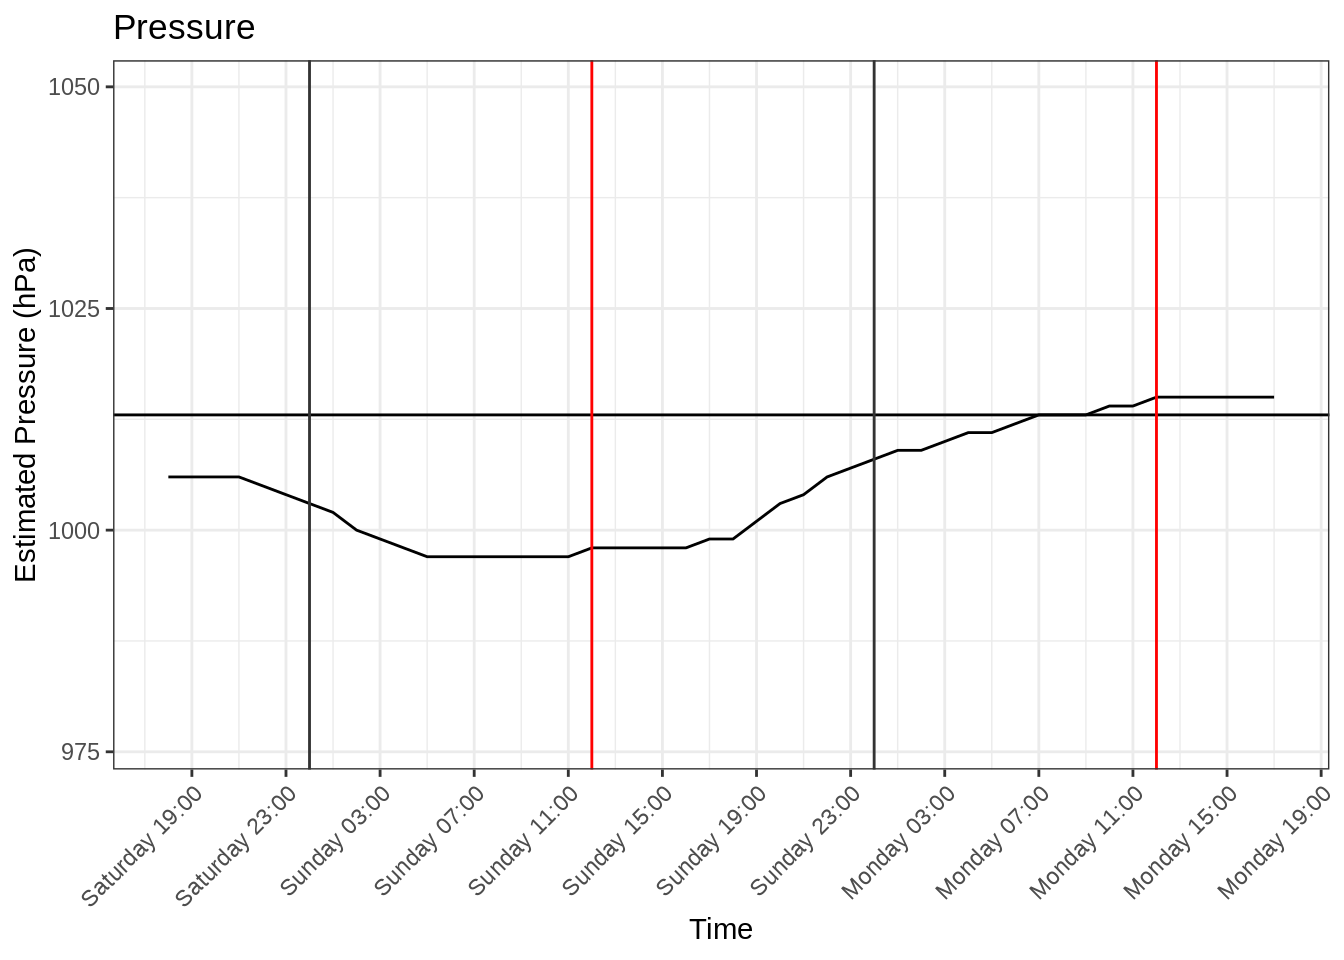 Pressure
Estimated Pressure (hPa)
1050
1025
1000
975
Saturday 19:00
Saturday 23:00
Sunday 03:00
Sunday 07:00
Sunday 11:00
Sunday 15:00
Sunday 19:00
Sunday 23:00
Monday 03:00
Monday 07:00
Monday 11:00
Monday 15:00
Monday 19:00
Time